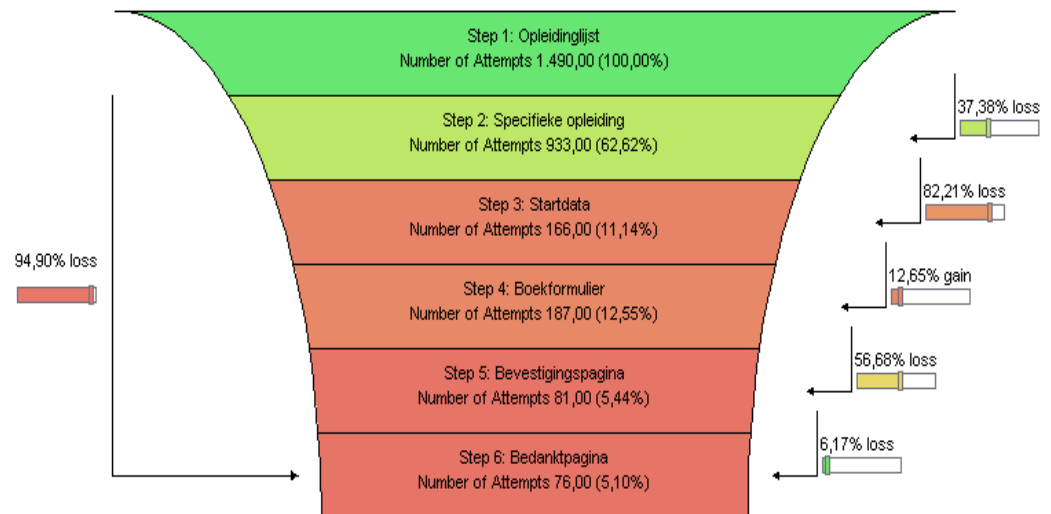 Step 1: Opleidinglijst
Number of Attempts 1.490,00 (100,00%)
37,38% loss
Step 2: Specifieke opleiding
Number of Attempts 933,00 (62,62%)
82,21% loss
Step 3: Startdata
Number of Attempts 166,00 (11,14%)
94,90% loss
12,65% gain
Step 4: Boekformulier
Number of Attempts 187,00 (12,55%)
56,68% loss
Step 5: Bevestigingspagina
Number of Attempts 81,00 (5,44%)
6,17% loss
Step 6: Bedanktpagina
Number of Attempts 76,00 (5,10%)